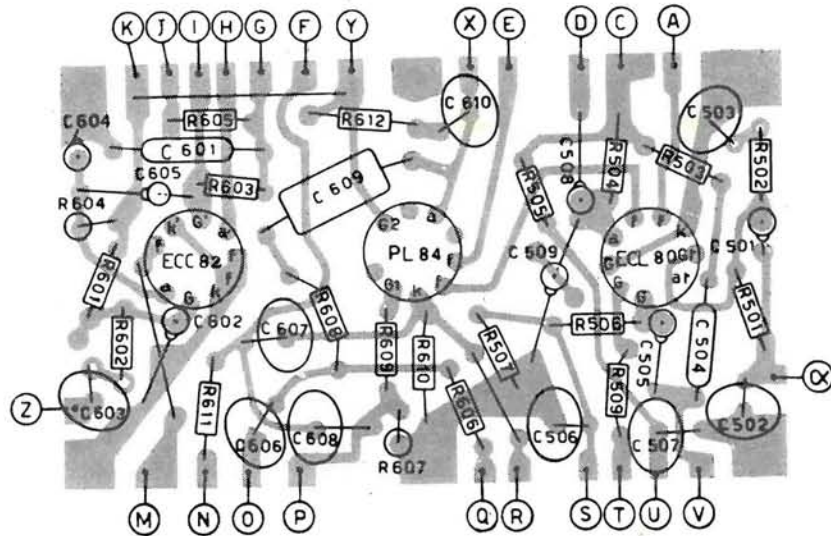 K J I H G F Y X E D C A
C604
R605
R612
C610
C503
C601
C605
R603
C609
R505
C508
R504
R503
R502
R604
ECC 82
G2 a
f
G1 k
PL 84
C509
ECL 80
C501
R601
R602
C602
C607
R608
R609
R610
R507
R506
C505
C504
R501
Z
C603
R611
C606
C608
R607
R606
C506
R509
C507
C502
α
M N O P Q R S T U V